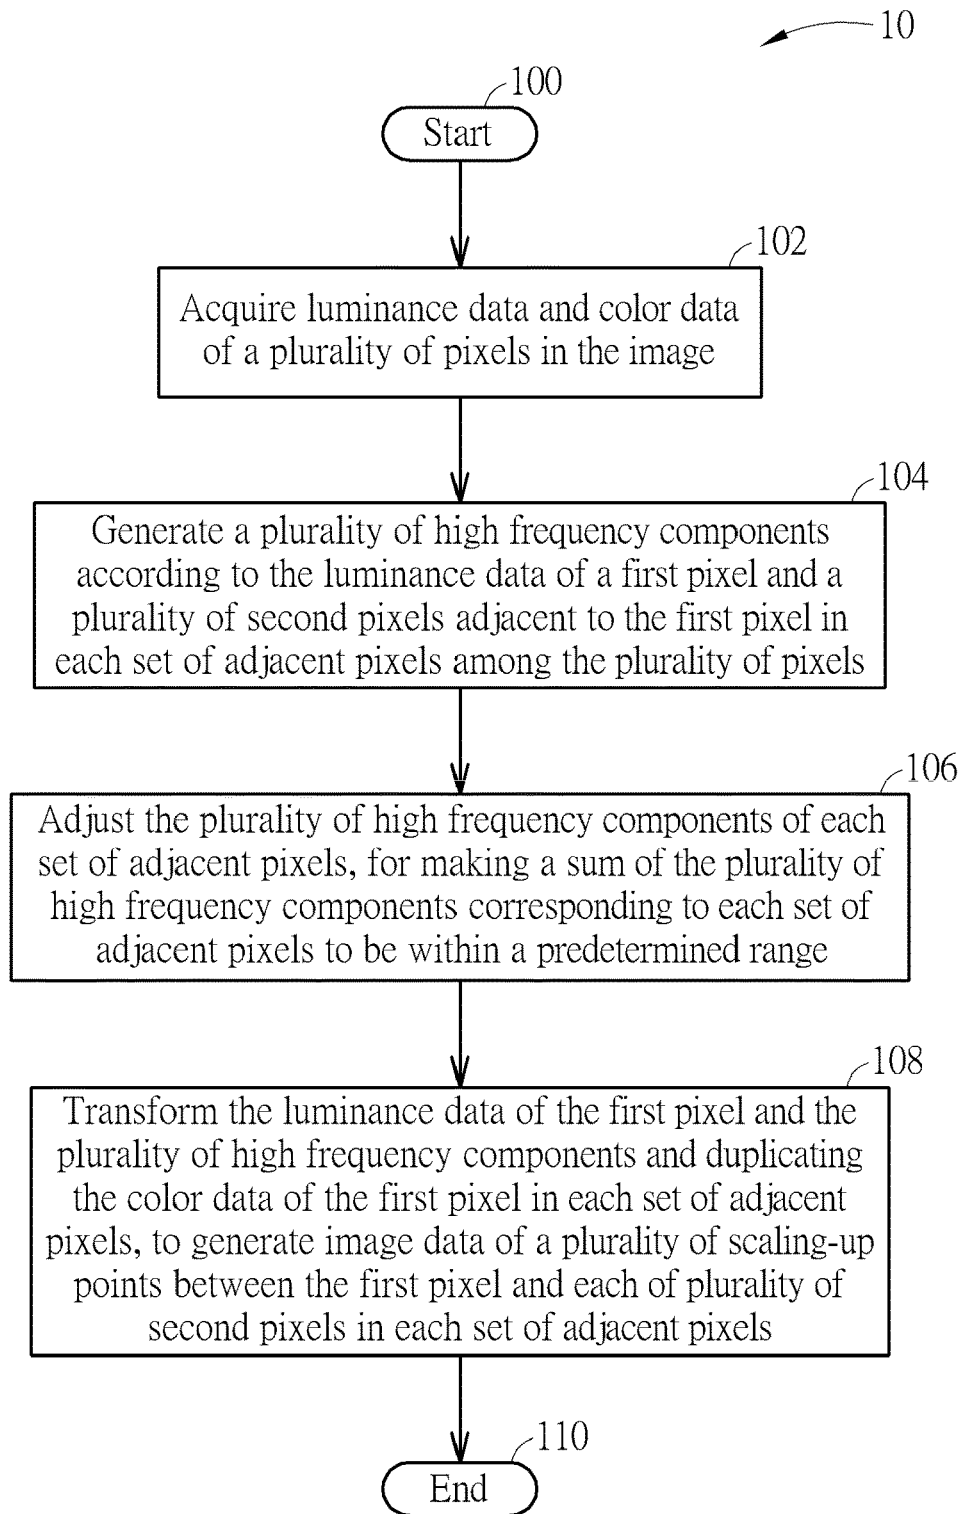 10
100
Start
102
Acquire luminance data and color data
of a plurality of pixels in the image
104
Generate a plurality of high frequency components
according to the luminance data of a first pixel and a
plurality of second pixels adjacent to the first pixel in
each set of adjacent pixels among the plurality of pixels
106
Adjust the plurality of high frequency components of each
set of adjacent pixels, for making a sum of the plurality of
high frequency components corresponding to each set of
adjacent pixels to be within a predetermined range
108
Transform the luminance data of the first pixel and the
plurality of high frequency components and duplicating
the color data of the first pixel in each set of adjacent
pixels, to generate image data of a plurality of scaling-up
points between the first pixel and each of plurality of
second pixels in each set of adjacent pixels
110
End